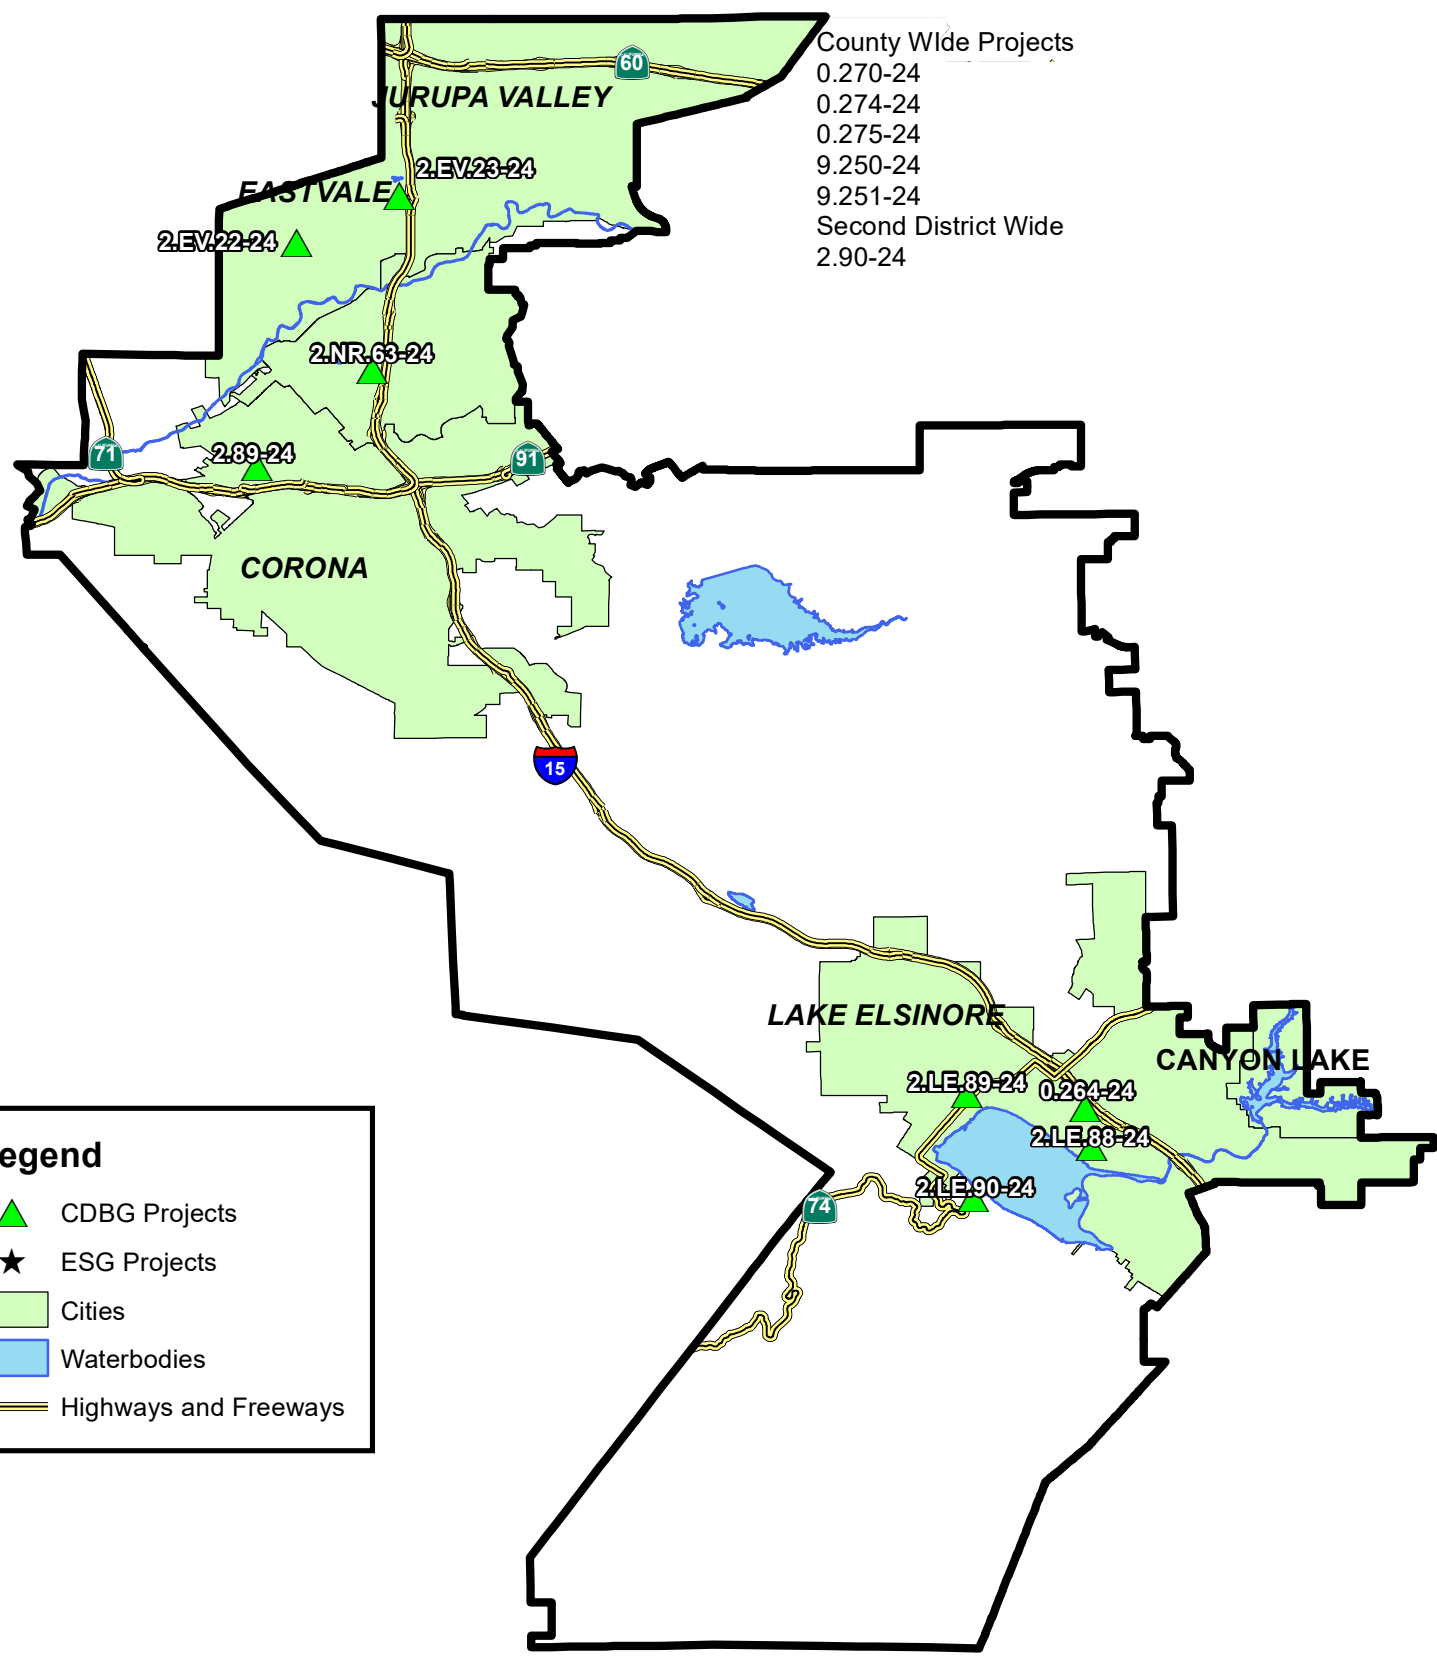 County WIde Projects
0.270-24
0.274-24
0.275-24
9.250-24
9.251-24
Second District Wide
2.90-24
60
JURUPA VALLEY
2.EV.23-24
EASTVALE
2.EV.22-24
2.NR.63-24
71
2.89-24
91
CORONA
15
LAKE ELSINORE
CANYON LAKE
2.LE.89-24
0.264-24
2.LE.88-24
2.LE.90-24
74
egend
CDBG Projects
ESG Projects
Cities
Waterbodies
Highways and Freeways